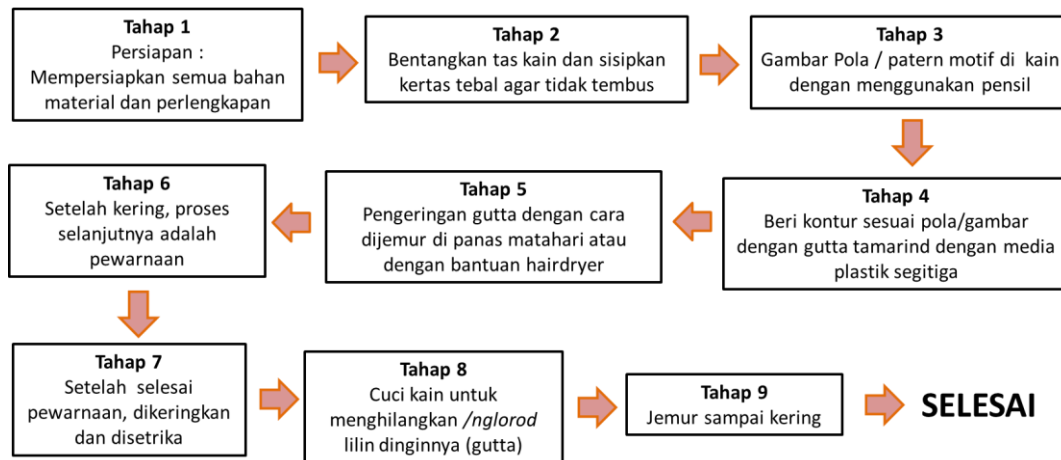 Tahap 1
Persiapan :
Mempersiapkan semua bahan
material dan perlengkapan
Tahap 2
Bentangkan tas kain dan sisipkan
kertas tebal agar tidak tembus
Tahap 3
Gambar Pola / patern motif di kain
dengan menggunakan pensil
Tahap 4
Beri kontur sesuai pola/gambar
dengan gutta tamarind dengan media
plastik segitiga
Tahap 5
Pengeringan gutta dengan cara
dijemur di panas matahari atau
dengan bantuan hairdryer
Tahap 6
Setelah kering, proses
selanjutnya adalah
pewarnaan
Tahap 7
Setelah selesai
pewarnaan, dikeringkan
dan disetrika
Tahap 8
Cuci kain untuk
menghilangkan /nglorod
lilin dinginnya (gutta)
Tahap 9
Jemur sampai kering
SELESAI